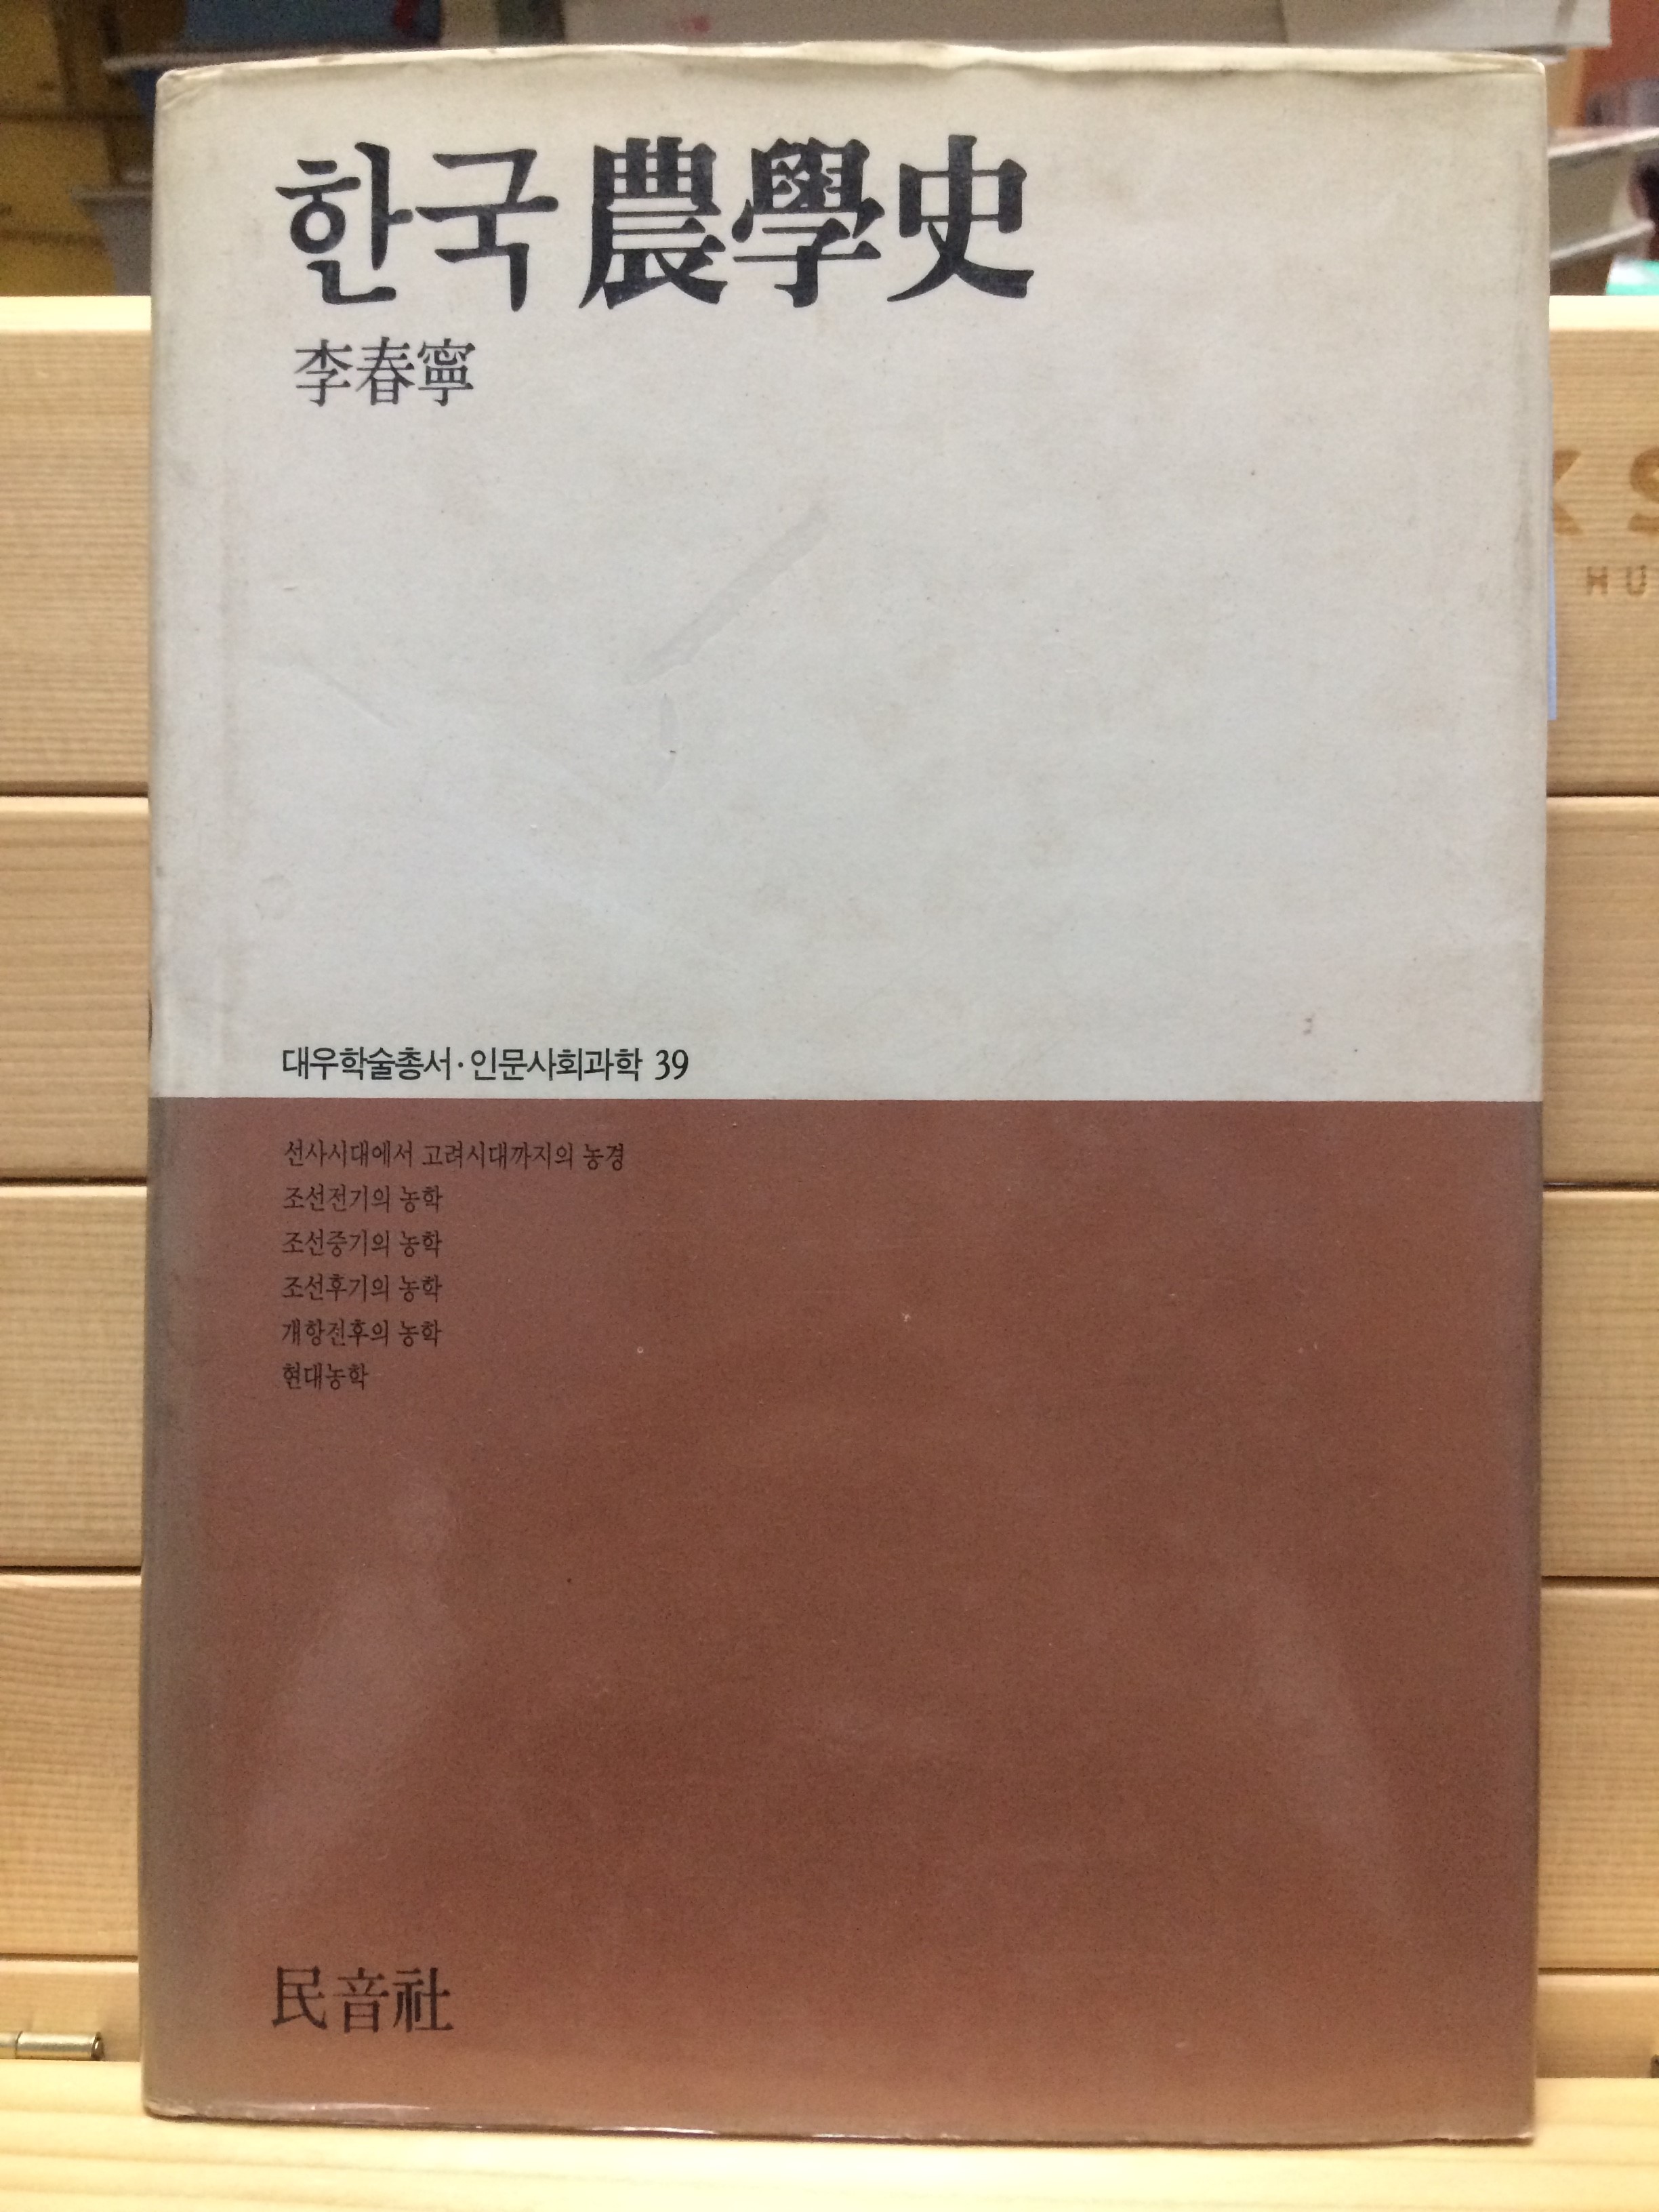 한국 農學史
李春寧
대우학술총서·인문사회과학 39
선사시대에서 고려시대까지의 농경
조선전기의 농학
조선중기의 농학
조선후기의 농학
개항전후의 농학
현대농학
民音社
K S
HU